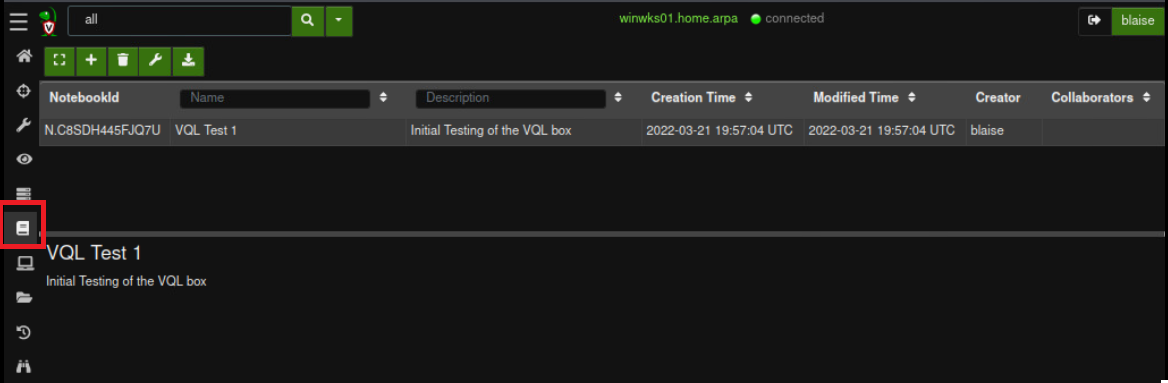 all winwks01.home.arpa connected blaise
NotebookId Name Description Creation Time Modified Time Creator Collaborators
N.C8SDH445FJQ7U VQL Test 1 Initial Testing of the VQL box 2022-03-21 19:57:04 UTC 2022-03-21 19:57:04 UTC blaise
VQL Test 1
Initial Testing of the VQL box